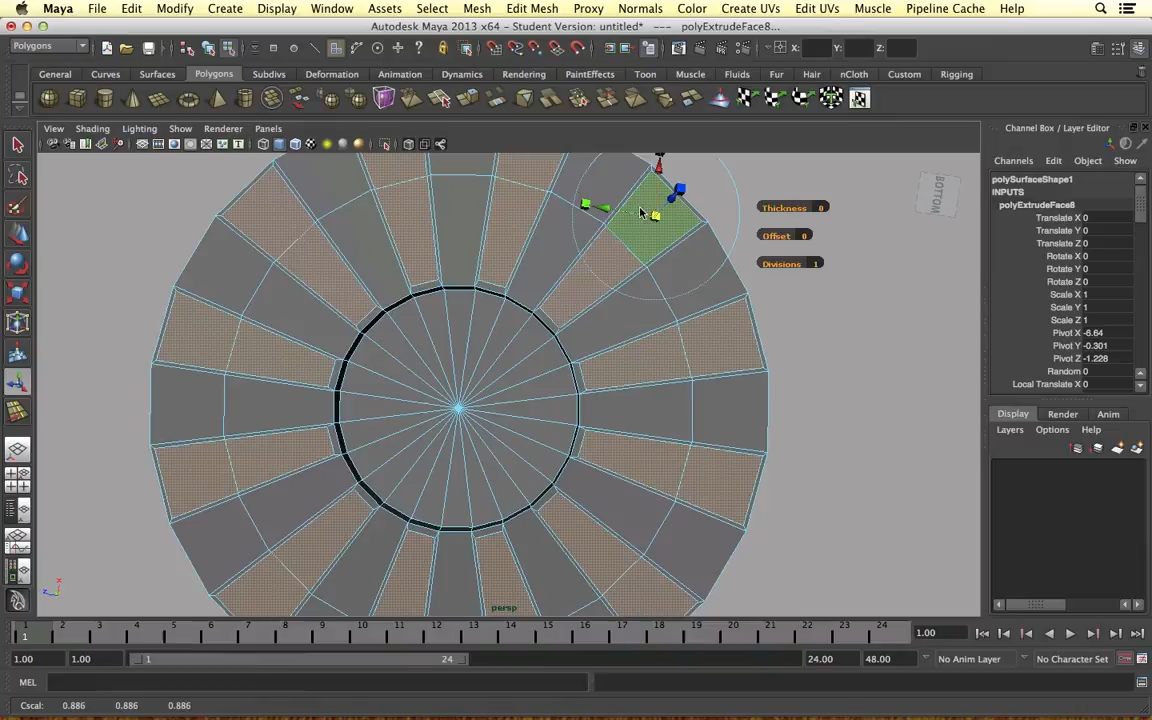 Maya File Edit Modify Create Display Window Assets Select Mesh Edit Mesh Proxy Normals Color Create UVs Edit UVs Muscle Pipeline Cache Help
Autodesk Maya 2013 x64 - Student Version: untitled* --- polyExtrudeFace8...
Polygons X: Y: Z:
General Curves Surfaces Polygons Subdivs Deformation Animation Dynamics Rendering PaintEffects Toon Muscle Fluids Fur Hair nCloth Custom Rigging
View Shading Lighting Show Renderer Panels
Channel Box / Layer Editor
Channels Edit Object Show
polySurfaceShape1
INPUTS
polyExtrudeFace8
Translate X 0
Translate Y 0
Translate Z 0
Rotate X 0
Rotate Y 0
Rotate Z 0
Scale X 1
Scale Y 1
Scale Z 1
Pivot X -6.64
Pivot Y -0.301
Pivot Z -1.228
Random 0
Local Translate X 0
BOTTOM
Thickness 0
Offset 0
Divisions 1
Display Render Anim
Layers Options Help
x
z
persp
1 2 3 4 5 6 7 8 9 10 11 12 13 14 15 16 17 18 19 20 21 22 23 24
1 1.00
1.00 1.00 1 24 24.00 48.00 No Anim Layer No Character Set
MEL
Cscal: 0.886 0.886 0.886